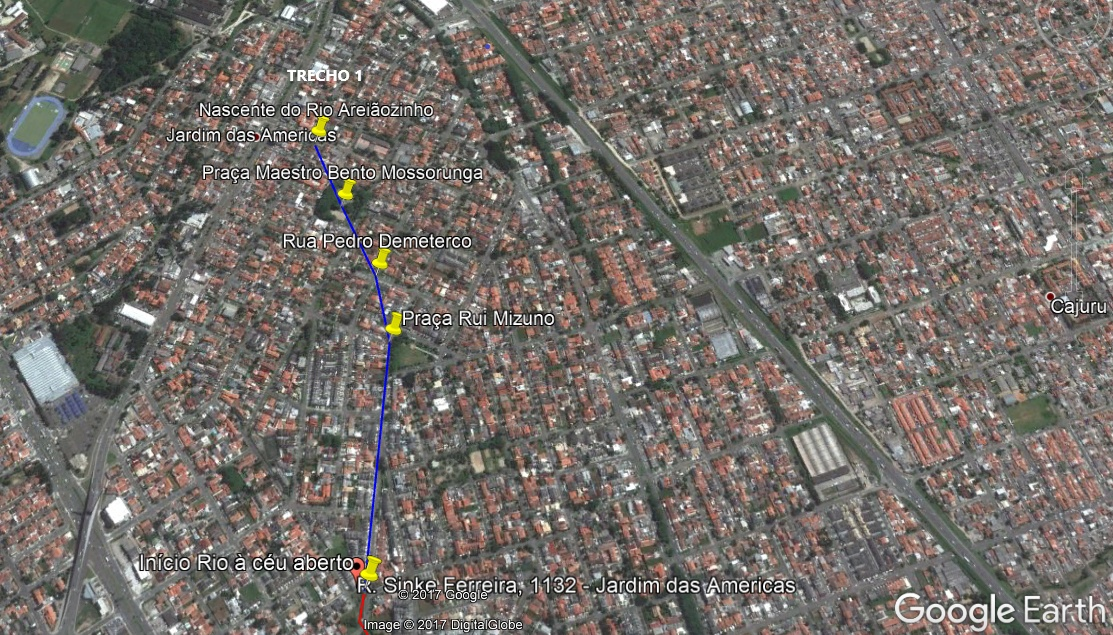 TRECHO 1
Nascente do Rio Areiãozinho
Jardim das Americas
Praça Maestro Bento Mossorunga
Rua Pedro Demeterco
Praça Rui Mizuno
Cajuru
Início Rio à céu aberto
R. Sinke Ferreira, 1132 - Jardim das Americas
© 2017 Google
Image © 2017 DigitalGlobe
Google Earth